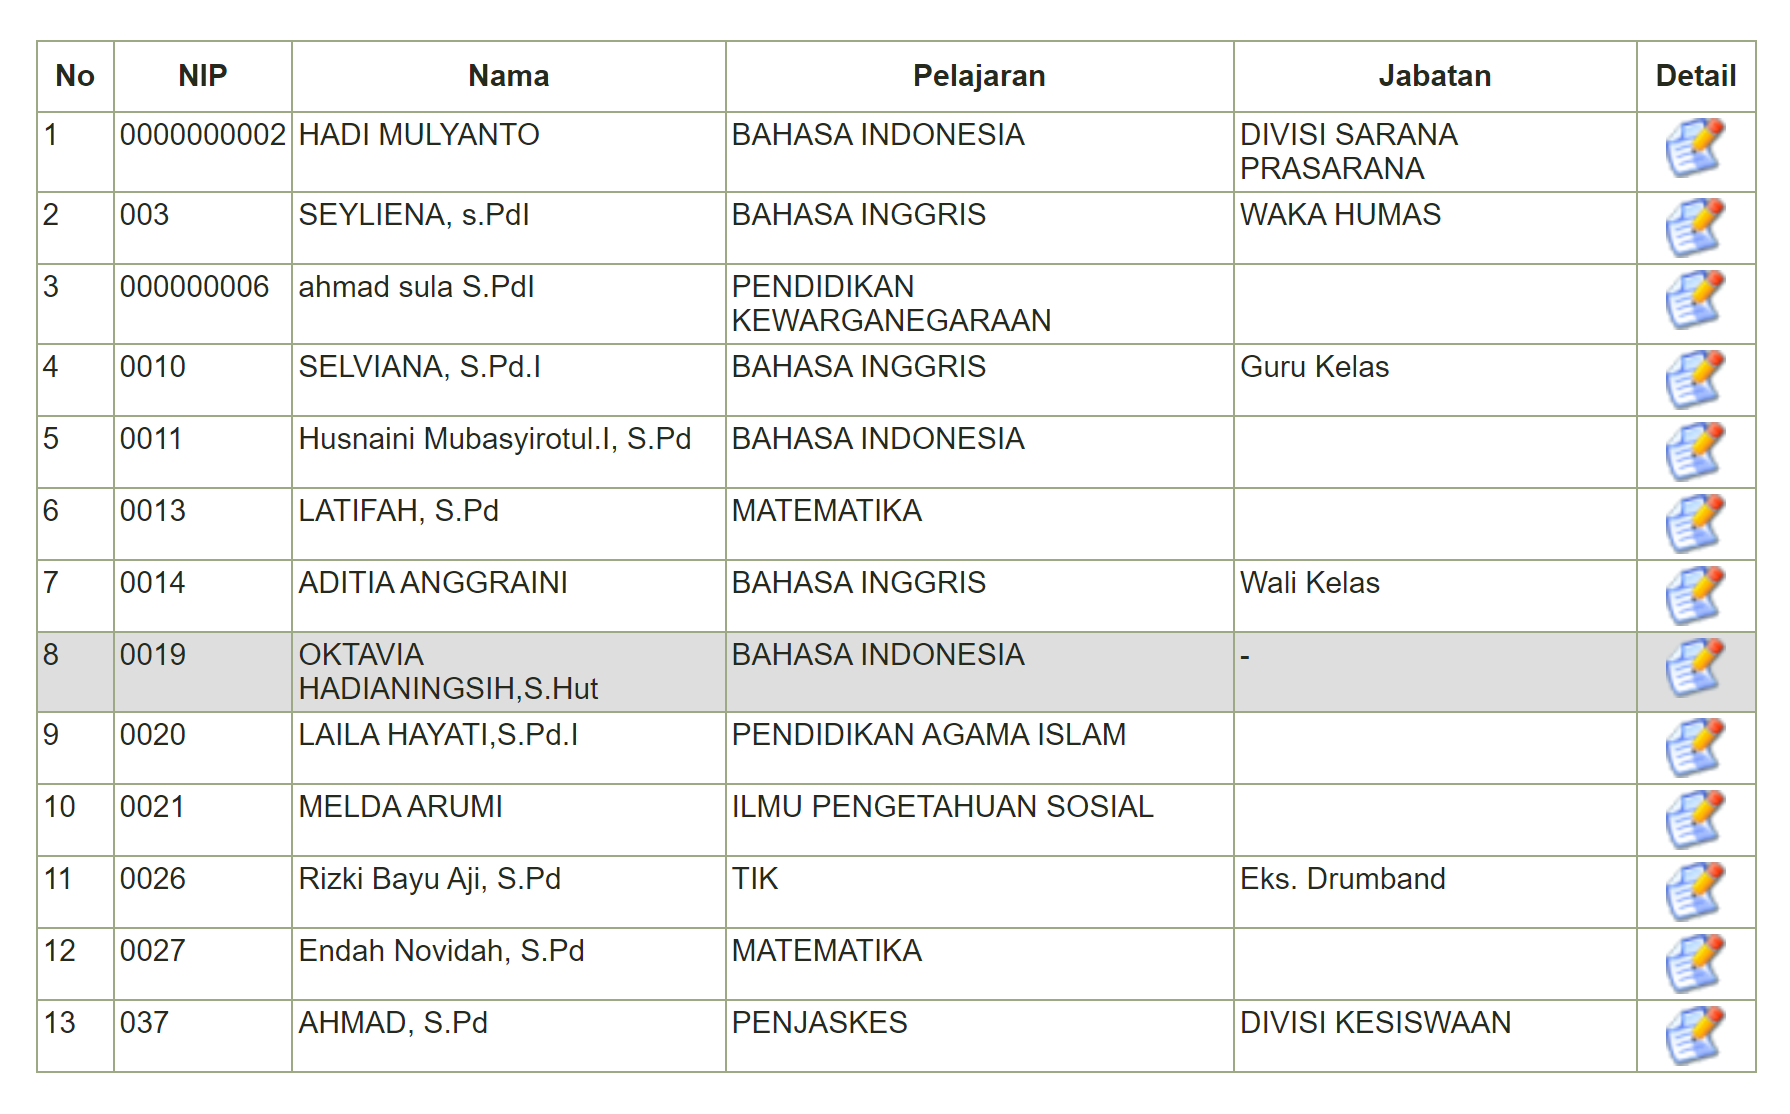 No NIP Nama Pelajaran Jabatan Detail
1 0000000002 HADI MULYANTO BAHASA INDONESIA DIVISI SARANA
PRASARANA
2 003 SEYLIENA, s.PdI BAHASA INGGRIS WAKA HUMAS
3 000000006 ahmad sula S.PdI PENDIDIKAN
KEWARGANEGARAAN
4 0010 SELVIANA, S.Pd.I BAHASA INGGRIS Guru Kelas
5 0011 Husnaini Mubasyirotul.I, S.Pd BAHASA INDONESIA
6 0013 LATIFAH, S.Pd MATEMATIKA
7 0014 ADITIA ANGGRAINI BAHASA INGGRIS Wali Kelas
8 0019 OKTAVIA BAHASA INDONESIA -
HADIANINGSIH,S.Hut
9 0020 LAILA HAYATI,S.Pd.I PENDIDIKAN AGAMA ISLAM
10 0021 MELDA ARUMI ILMU PENGETAHUAN SOSIAL
11 0026 Rizki Bayu Aji, S.Pd TIK Eks. Drumband
12 0027 Endah Novidah, S.Pd MATEMATIKA
13 037 AHMAD, S.Pd PENJASKES DIVISI KESISWAAN